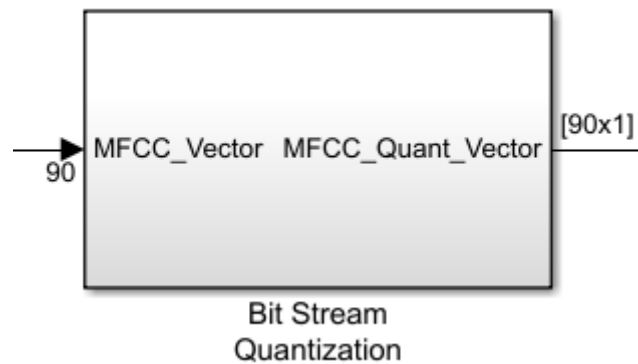 [90x1]
MFCC_Vector MFCC_Quant_Vector
90
Bit Stream
Quantization